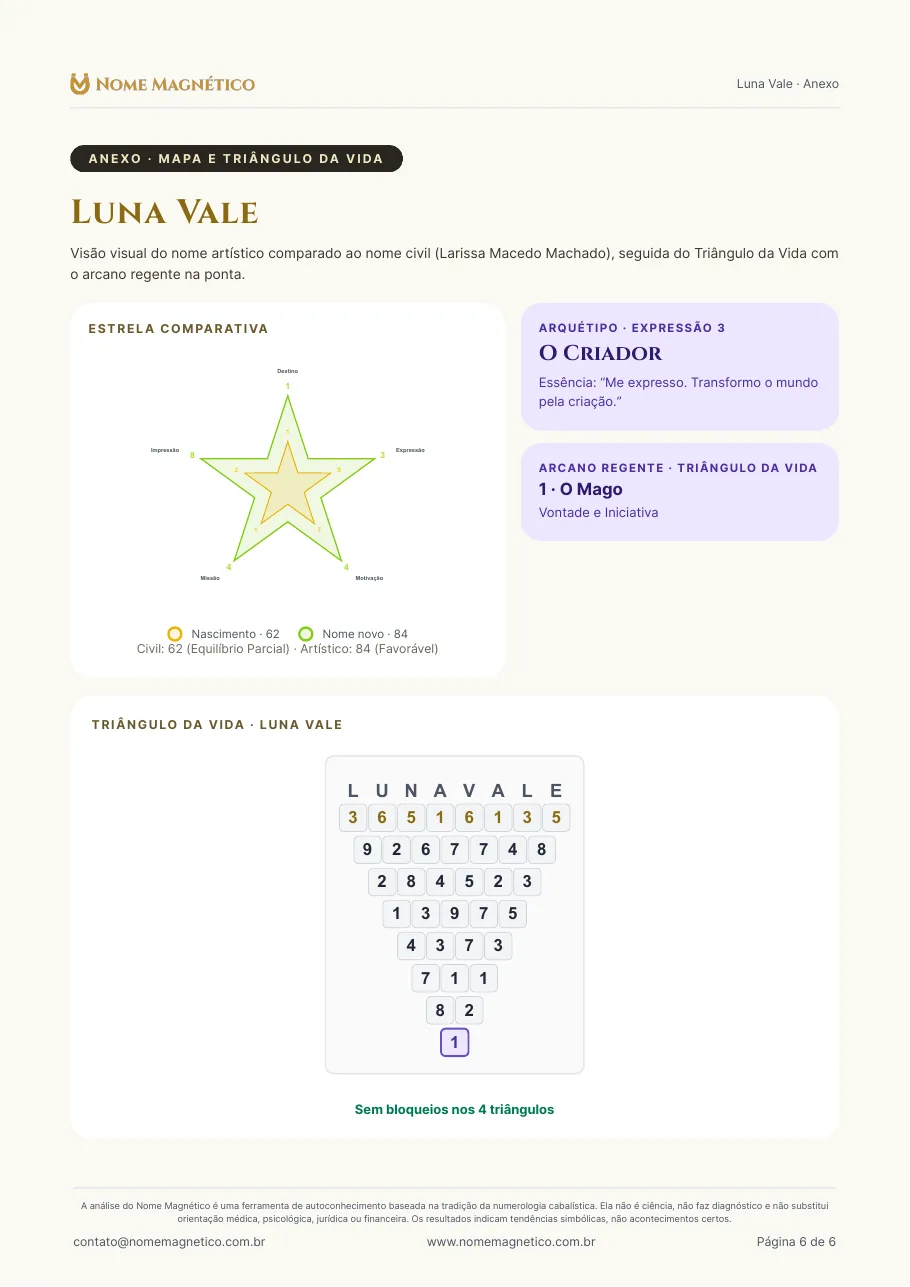 Nome Magnético
Luna Vale · Anexo
ANEXO · MAPA E TRIÂNGULO DA VIDA
Luna Vale
Visão visual do nome artístico comparado ao nome civil (Larissa Macedo Machado), seguida do Triângulo da Vida com
o arcano regente na ponta.
ESTRELA COMPARATIVA
Destino
1
Impressão 8
3 Expressão
4
Missão
4
Motivação
Nascimento · 62 Nome novo · 84
Civil: 62 (Equilíbrio Parcial) · Artístico: 84 (Favorável)
ARQUÉTIPO · EXPRESSÃO 3
O Criador
Essência: “Me expresso. Transformo o mundo
pela criação.”
ARCANO REGENTE · TRIÂNGULO DA VIDA
1 · O Mago
Vontade e Iniciativa
TRIÂNGULO DA VIDA · LUNA VALE
L U N A V A L E
3 6 5 1 6 1 3 5
9 2 6 7 7 4 8
2 8 4 5 2 3
1 3 9 7 5
4 3 7 3
7 1 1
8 2
1
Sem bloqueios nos 4 triângulos
A análise do Nome Magnético é uma ferramenta de autoconhecimento baseada na tradição da numerologia cabalística. Ela não é ciência, não faz diagnóstico e não substitui
orientação médica, psicológica, jurídica ou financeira. Os resultados indicam tendências simbólicas, não acontecimentos certos.
contato@nomemagnetico.com.br www.nomemagnetico.com.br Página 6 de 6